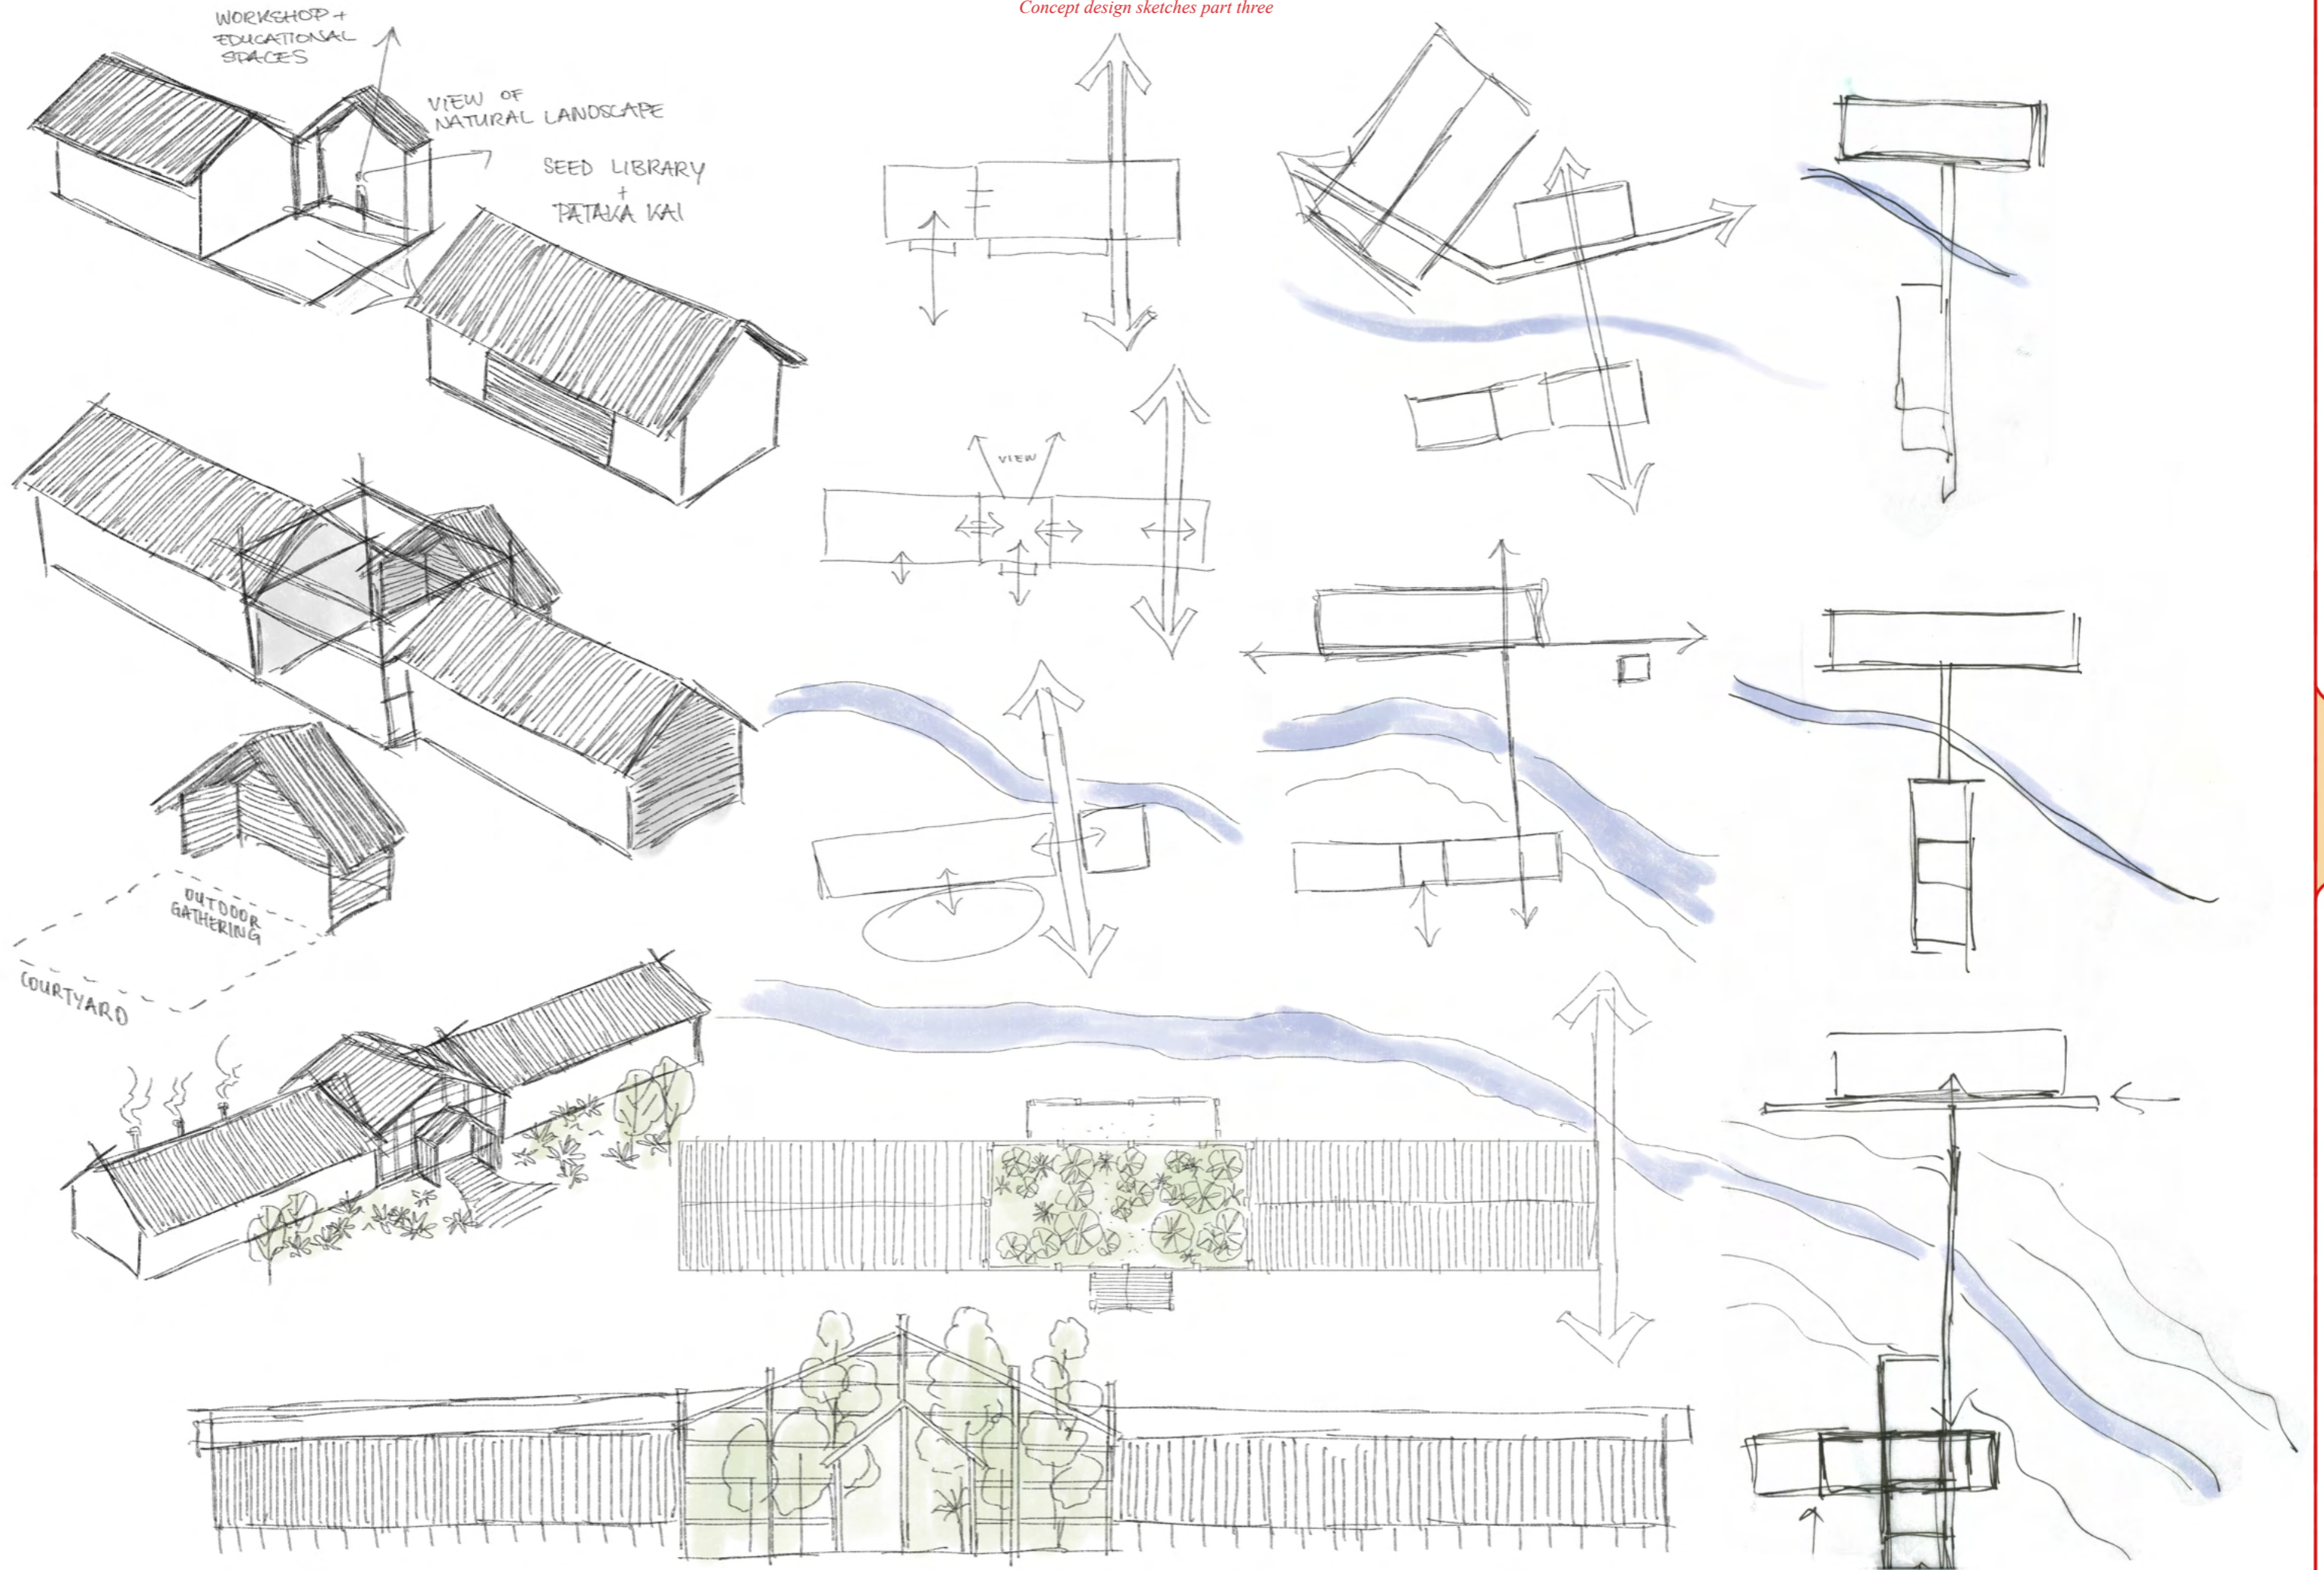 Concept design sketches part three
WORKSHOP +
EDUCATIONAL
SPACES
VIEW OF
NATURAL LANDSCAPE
SEED LIBRARY
+
PATAKA KAI
VIEW
OUTDOOR
GATHERING
COURTYARD